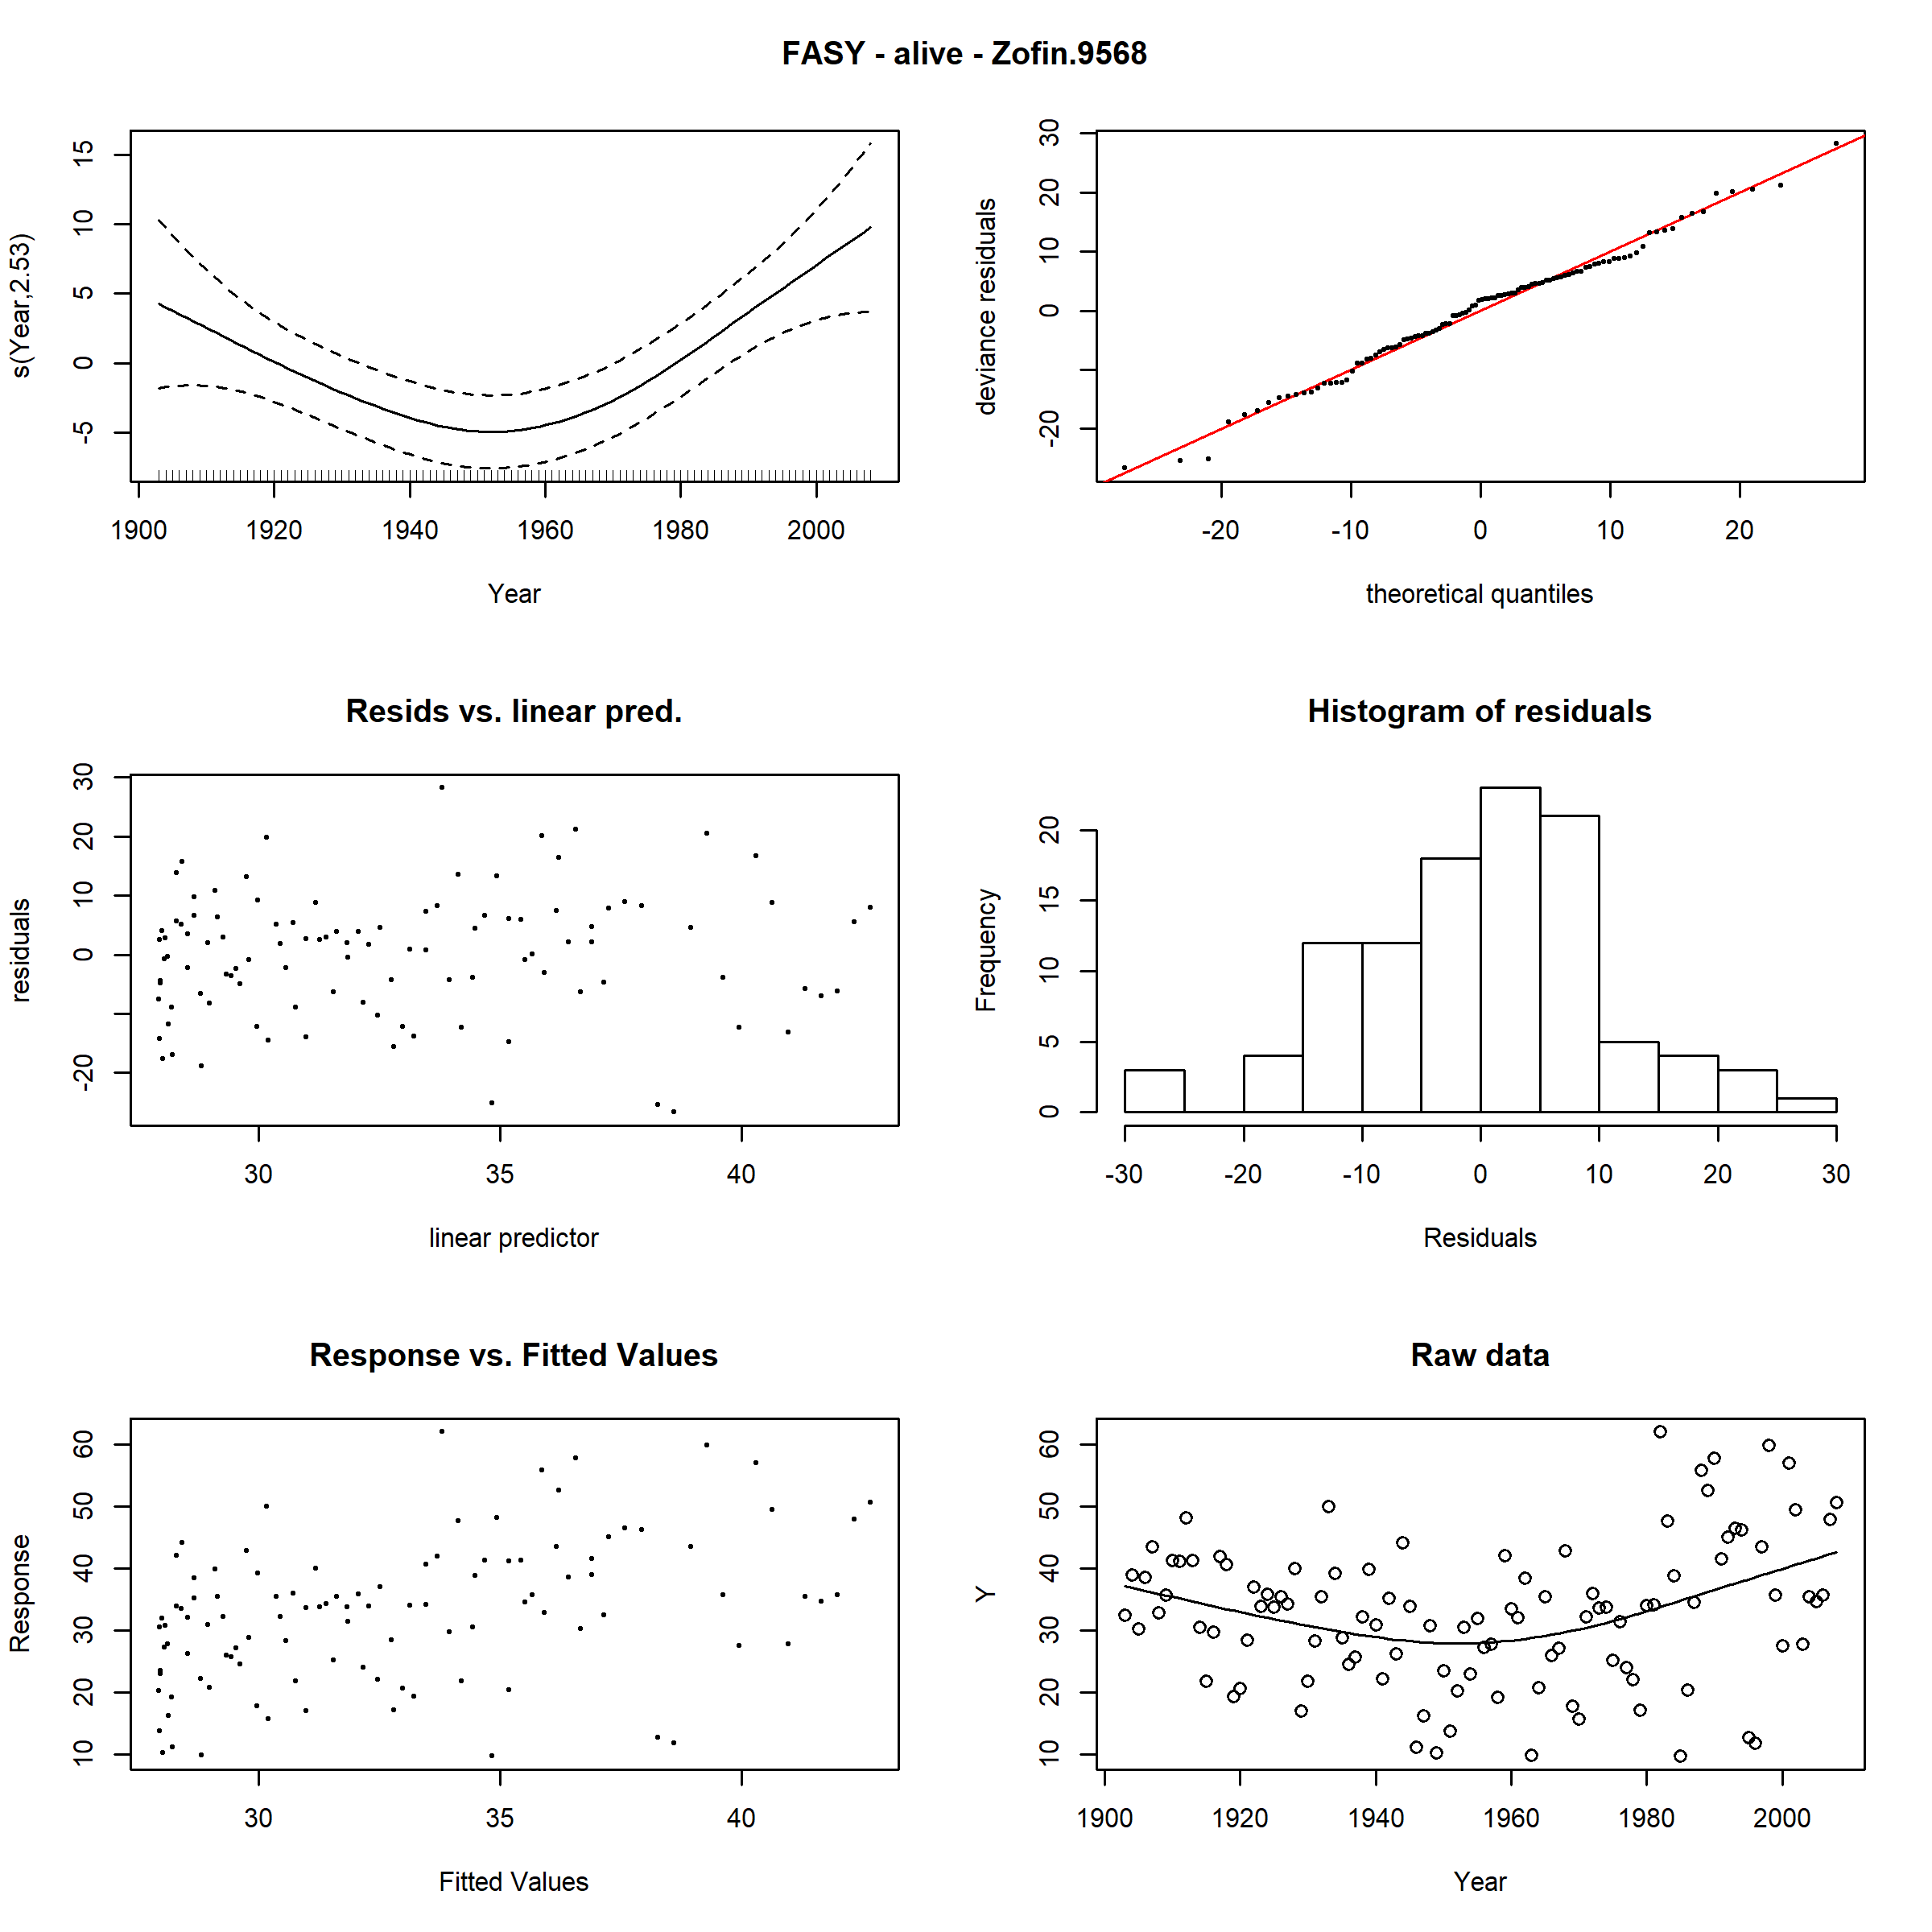 FASY - alive - Zofin.9568
s(Year,2.53)
15
10
5
0
-5
1900 1920 1940 1960 1980 2000
Year
deviance residuals
30
20
10
0
-20
-20 -10 0 10 20
theoretical quantiles
Resids vs. linear pred.
residuals
30
20
10
0
-20
30 35 40
linear predictor
Histogram of residuals
Frequency
20
15
10
5
0
-30 -20 -10 0 10 20 30
Residuals
Response vs. Fitted Values
Response
60
50
40
30
20
10
30 35 40
Fitted Values
Raw data
Y
60
50
40
30
20
10
1900 1920 1940 1960 1980 2000
Year